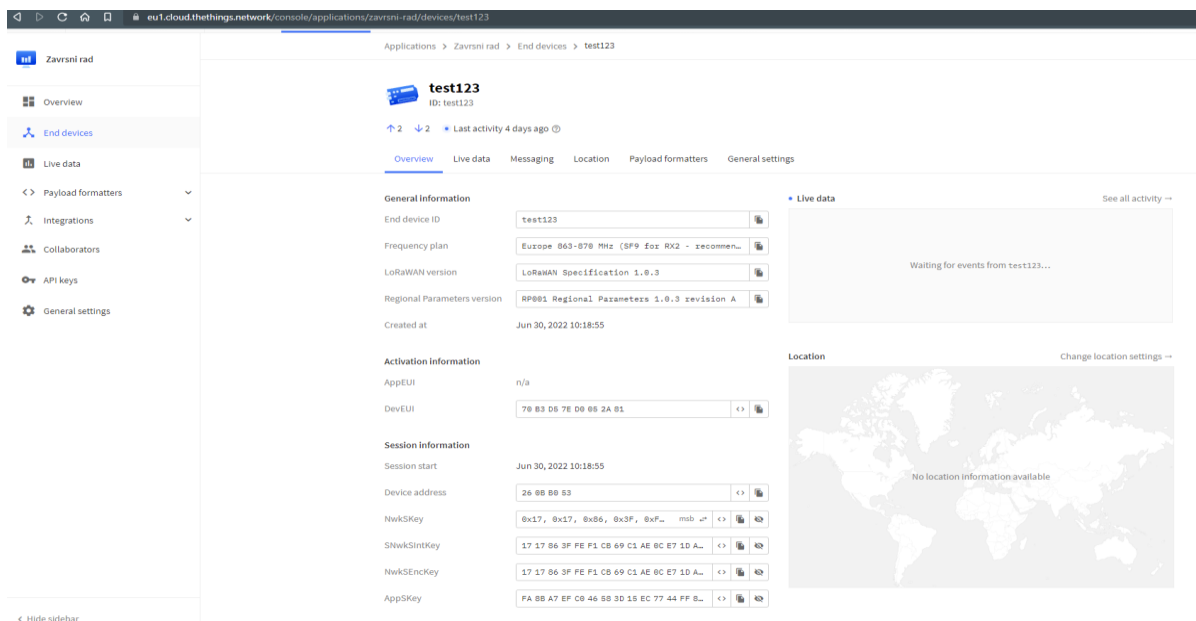 eu1.cloud.thethings.network/console/applications/zavrsni-rad/devices/test123
Zavrsni rad
Overview
End devices
Live data
Payload formatters
Integrations
Collaborators
API keys
General settings
< Hide sidebar
Applications > Zavrsni rad > End devices > test123
test123
ID: test123
↑ 2 ↓ 2 • Last activity 4 days ago
Overview Live data Messaging Location Payload formatters General settings
General information
End device ID test123
Frequency plan Europe 863-870 MHz (SF9 for RX2 - recommen…
LoRaWAN version LoRaWAN Specification 1.0.3
Regional Parameters version RP001 Regional Parameters 1.0.3 revision A
Created at Jun 30, 2022 10:18:55
Activation information
AppEUI n/a
DevEUI 70 B3 D5 7E D0 05 2A 81
Session information
Session start Jun 30, 2022 10:18:55
Device address 26 0B B0 53
NwkSKey 0x17, 0x17, 0x86, 0x3F, 0xF… msb
SNwkSIntKey 17 17 86 3F FE F1 CB 69 C1 AE 0C E7 1D A…
NwkSEncKey 17 17 86 3F FE F1 CB 69 C1 AE 0C E7 1D A…
AppSKey FA 8B A7 EF C0 46 58 3D 15 EC 77 44 FF
• Live data See all activity →
Waiting for events from test123...
Location Change location settings →
No location information available